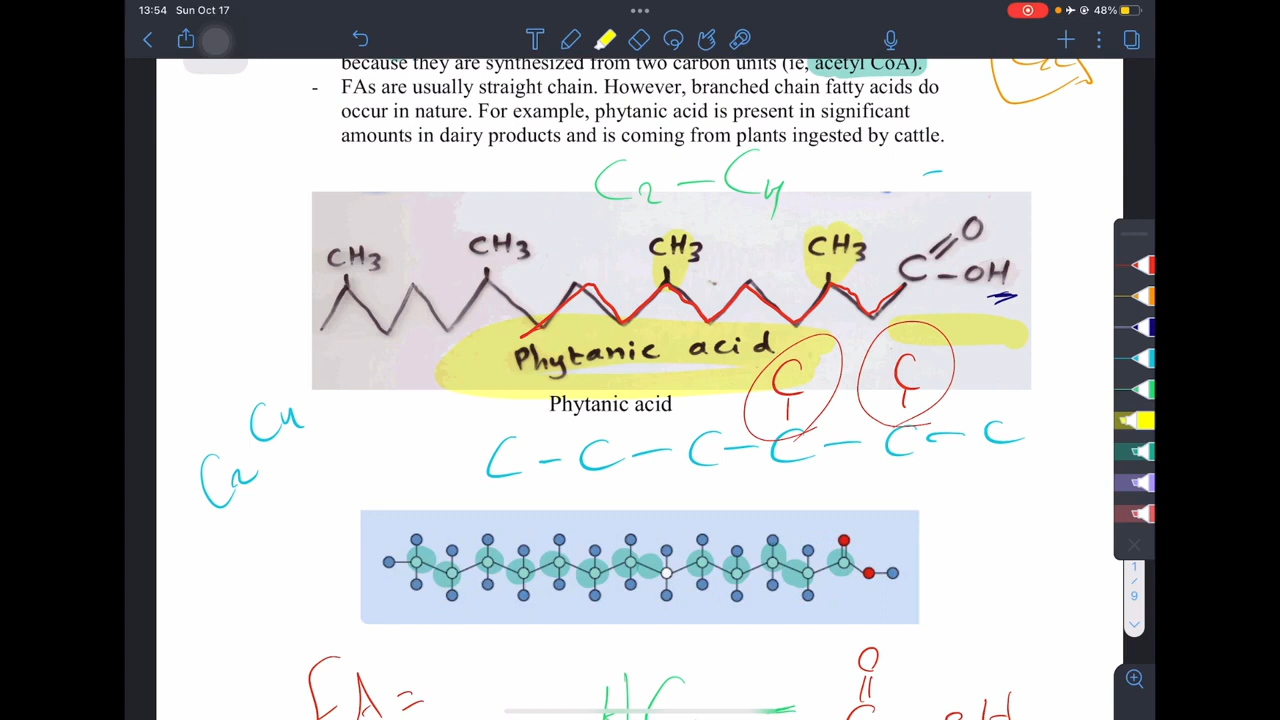 13:54 Sun Oct 17
48%
because they are synthesized from two carbon units (ie, acetyl CoA).
- FAs are usually straight chain. However, branched chain fatty acids do
occur in nature. For example, phytanic acid is present in significant
amounts in dairy products and is coming from plants ingested by cattle.
C2 - C4
CH3 CH3 CH3 CH3 C O - OH
Phytanic acid
C C
Phytanic acid
C4
C - C - C - C - C - C
C2
FA =
O
HC
1 / 9